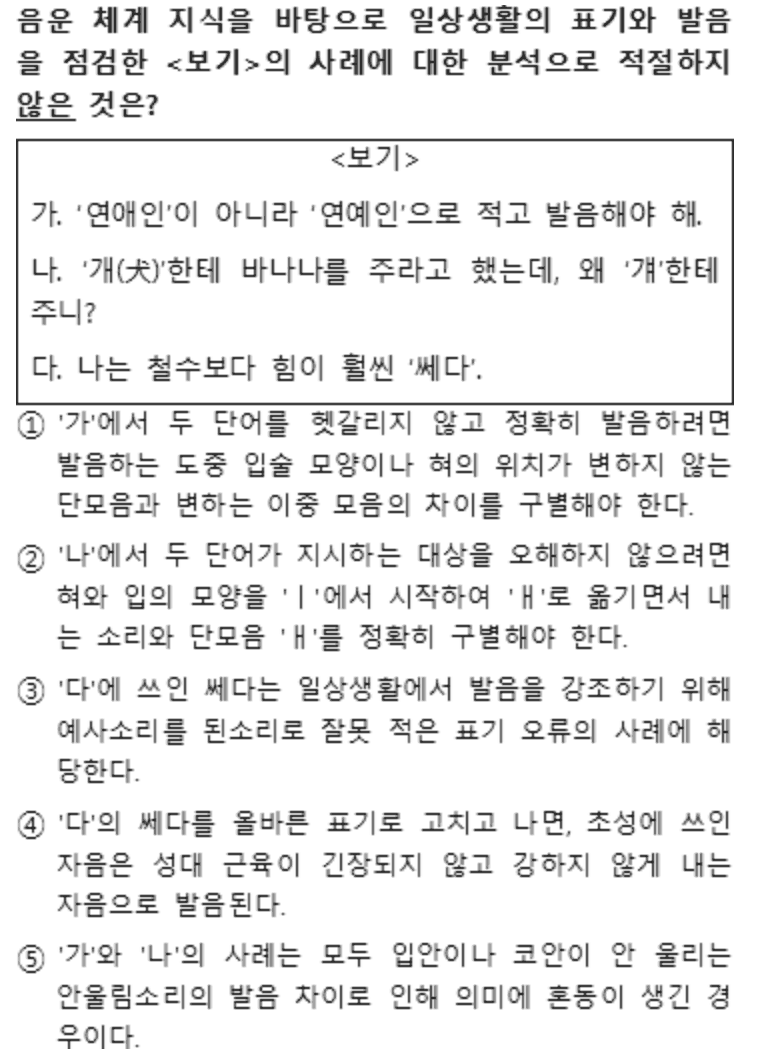 음운 체계 지식을 바탕으로 일상생활의 표기와 발음
을 점검한 <보기>의 사례에 대한 분석으로 적절하지
않은 것은?
<보기>
가. '연애인'이 아니라 '연예인'으로 적고 발음해야 해.
나. '개(犬)'한테 바나나를 주라고 했는데, 왜 '걔'한테
주니?
다. 나는 철수보다 힘이 훨씬 '쎄다'.
① '가'에서 두 단어를 헷갈리지 않고 정확히 발음하려면
발음하는 도중 입술 모양이나 혀의 위치가 변하지 않는
단모음과 변하는 이중 모음의 차이를 구별해야 한다.
② '나'에서 두 단어가 지시하는 대상을 오해하지 않으려면
혀와 입의 모양을 'ㅣ'에서 시작하여 'ㅐ'로 옮기면서 내
는 소리와 단모음 'ㅐ'를 정확히 구별해야 한다.
③ '다'에 쓰인 쎄다는 일상생활에서 발음을 강조하기 위해
예사소리를 된소리로 잘못 적은 표기 오류의 사례에 해
당한다.
④ '다'의 쎄다를 올바른 표기로 고치고 나면, 초성에 쓰인
자음은 성대 근육이 긴장되지 않고 강하지 않게 내는
자음으로 발음된다.
⑤ '가'와 '나'의 사례는 모두 입안이나 코안이 안 울리는
안울림소리의 발음 차이로 인해 의미에 혼동이 생긴 경
우이다.